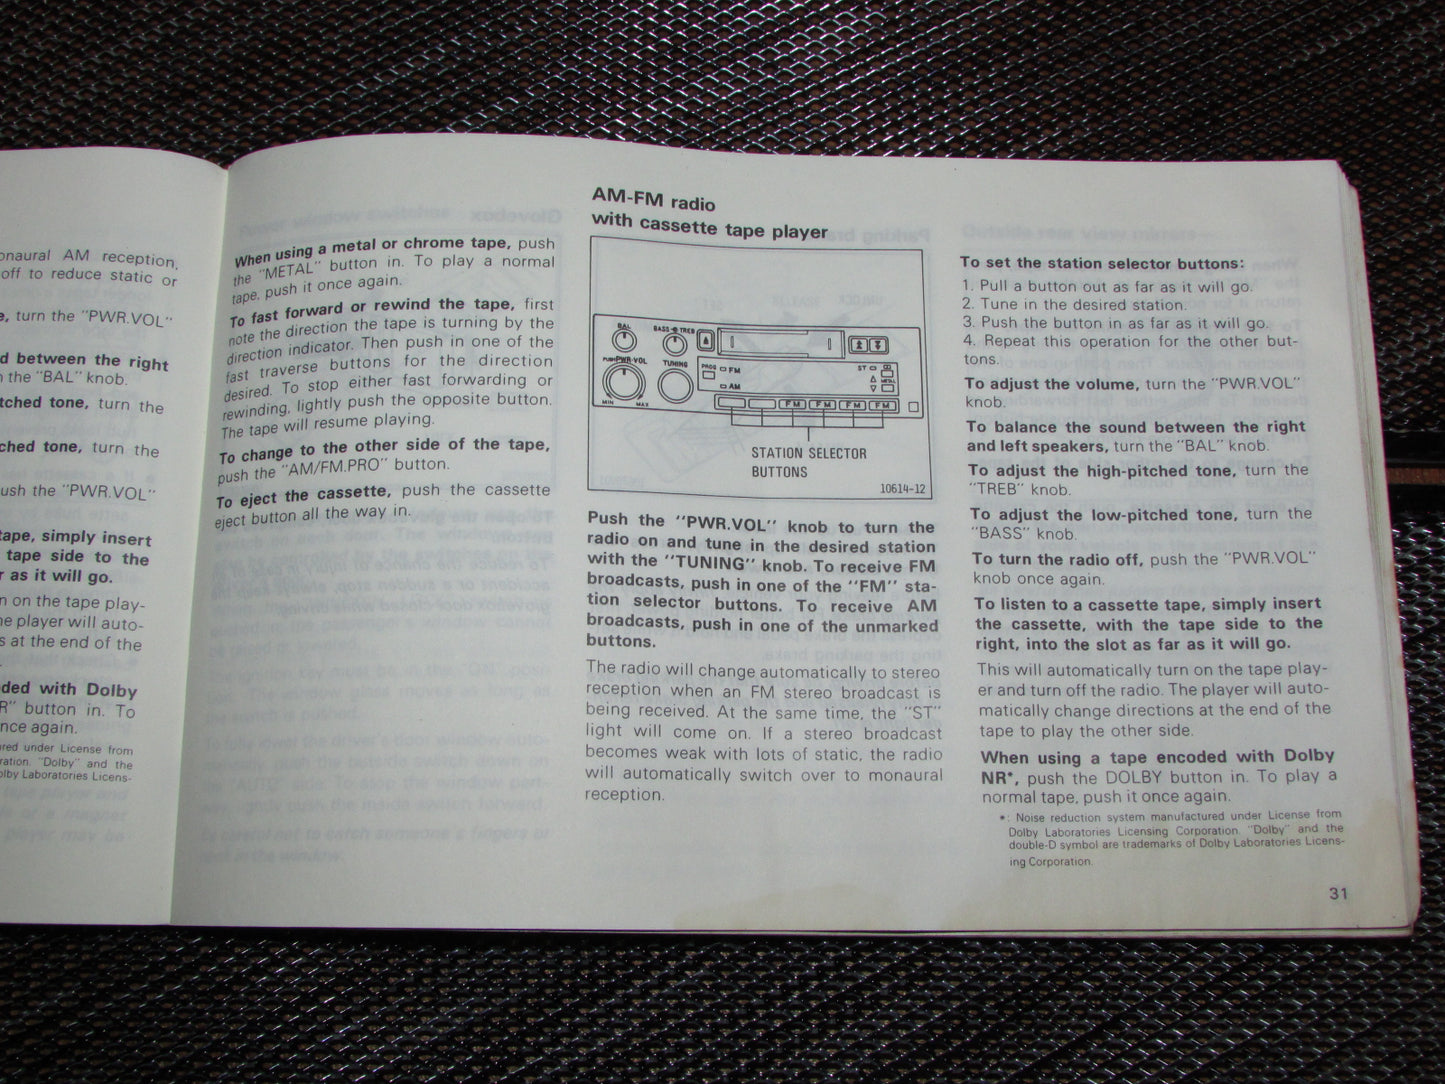 onaural AM reception,
off to reduce static or
e, turn the "PWR.VOL"
d between the right
n the "BAL" knob.
tched tone, turn the
ched tone, turn the
ush the "PWR.VOL"
tape, simply insert
tape side to the
r as it will go.
n on the tape play-
he player will auto-
s at the end of the
ded with Dolby
R" button in. To
nce again.
ured under License from
ration. "Dolby" and the
olby Laboratories Licens-
When using a metal or chrome tape, push
the "METAL" button in. To play a normal
tape, push it once again.
To fast forward or rewind the tape, first
note the direction the tape is turning by the
direction indicator. Then push in one of the
fast traverse buttons for the direction
desired. To stop either fast forwarding or
rewinding, lightly push the opposite button.
The tape will resume playing.
To change to the other side of the tape,
push the "AM/FM.PRO" button.
To eject the cassette, push the cassette
eject button all the way in.
AM-FM radio
with cassette tape player
BAL
BASS TREB
PUSH PWR·VOL
TUNING
MIN
MAX
PROG
FM
AM
ST
METAL
FM FM FM FM
STATION SELECTOR
BUTTONS
10614-12
Push the "PWR.VOL" knob to turn the
radio on and tune in the desired station
with the "TUNING" knob. To receive FM
broadcasts, push in one of the "FM" sta-
tion selector buttons. To receive AM
broadcasts, push in one of the unmarked
buttons.
The radio will change automatically to stereo
reception when an FM stereo broadcast is
being received. At the same time, the "ST"
light will come on. If a stereo broadcast
becomes weak with lots of static, the radio
will automatically switch over to monaural
reception.
To set the station selector buttons:
1. Pull a button out as far as it will go.
2. Tune in the desired station.
3. Push the button in as far as it will go.
4. Repeat this operation for the other but-
tons.
To adjust the volume, turn the "PWR.VOL"
knob.
To balance the sound between the right
and left speakers, turn the "BAL" knob.
To adjust the high-pitched tone, turn the
"TREB" knob.
To adjust the low-pitched tone, turn the
"BASS" knob.
To turn the radio off, push the "PWR.VOL"
knob once again.
To listen to a cassette tape, simply insert
the cassette, with the tape side to the
right, into the slot as far as it will go.
This will automatically turn on the tape play-
er and turn off the radio. The player will auto-
matically change directions at the end of the
tape to play the other side.
When using a tape encoded with Dolby
NR*, push the DOLBY button in. To play a
normal tape, push it once again.
*: Noise reduction system manufactured under License from
Dolby Laboratories Licensing Corporation. "Dolby" and the
double-D symbol are trademarks of Dolby Laboratories Licens-
ing Corporation.
31